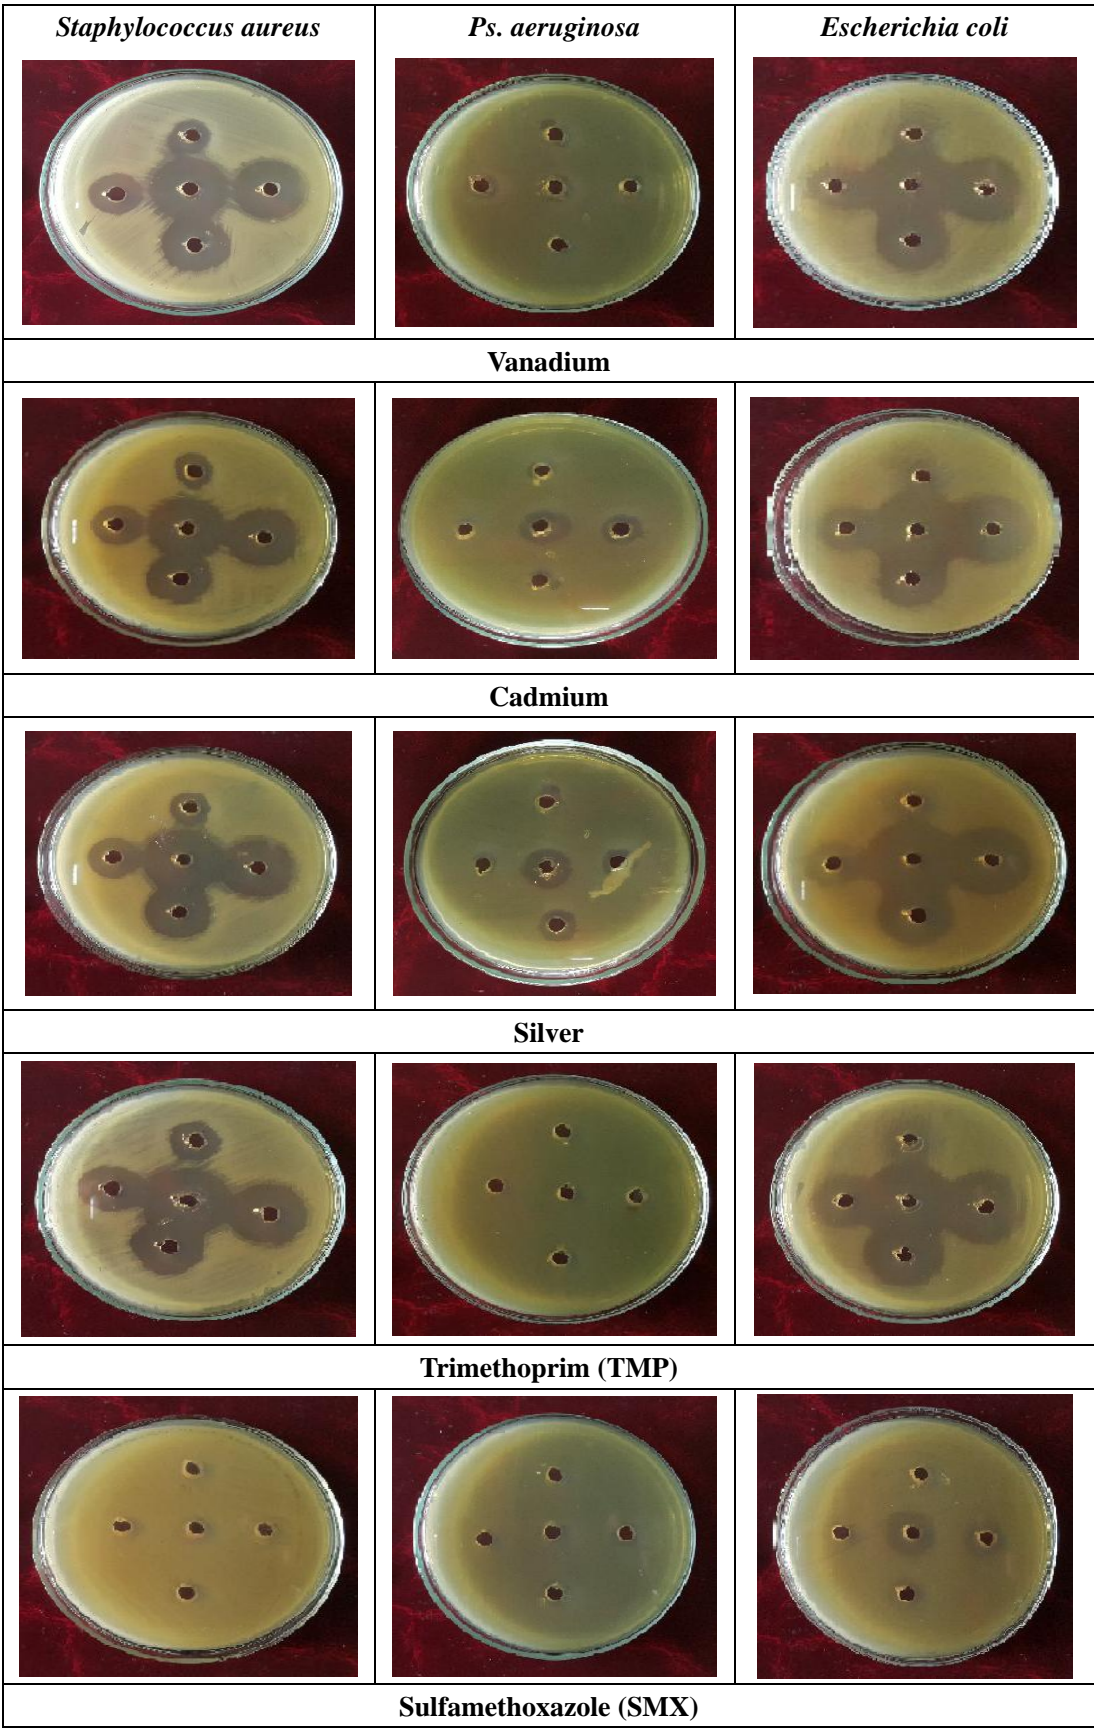 Staphylococcus aureus
Ps. aeruginosa
Escherichia coli
Vanadium
Cadmium
Silver
Trimethoprim (TMP)
Sulfamethoxazole (SMX)